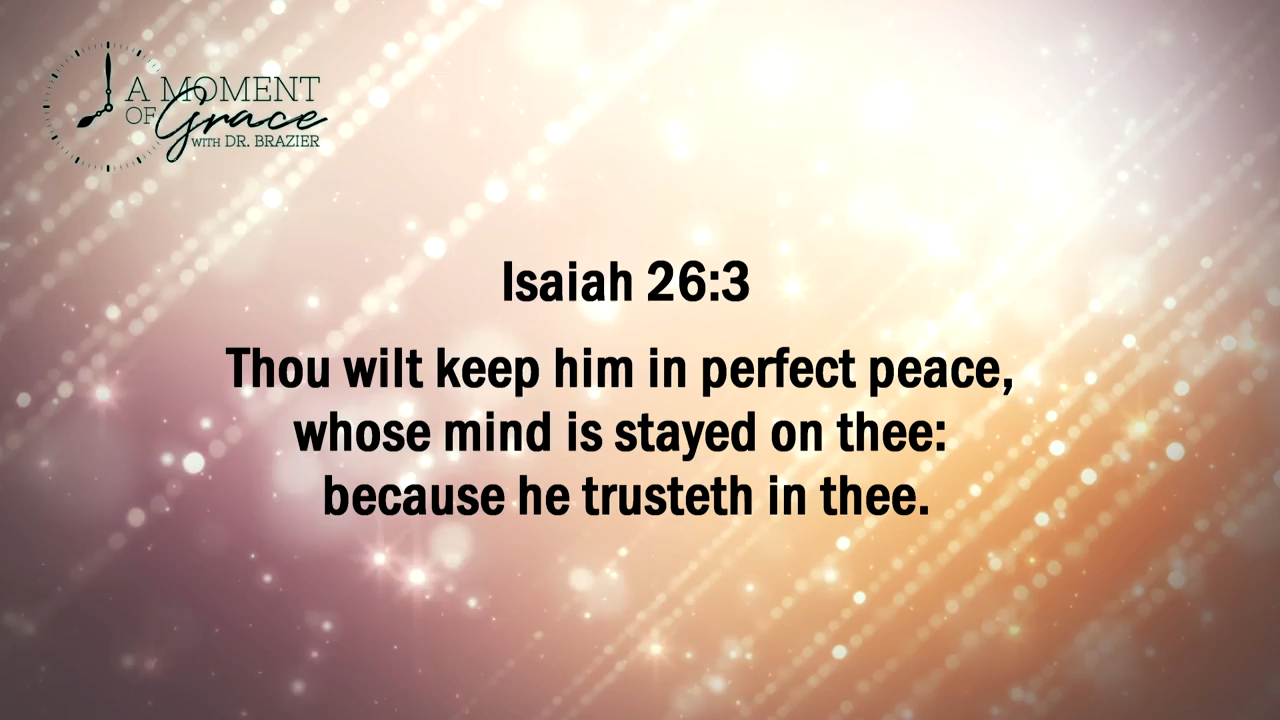 A MOMENT
OF Grace
WITH DR. BRAZIER
Isaiah 26:3
Thou wilt keep him in perfect peace,
whose mind is stayed on thee:
because he trusteth in thee.